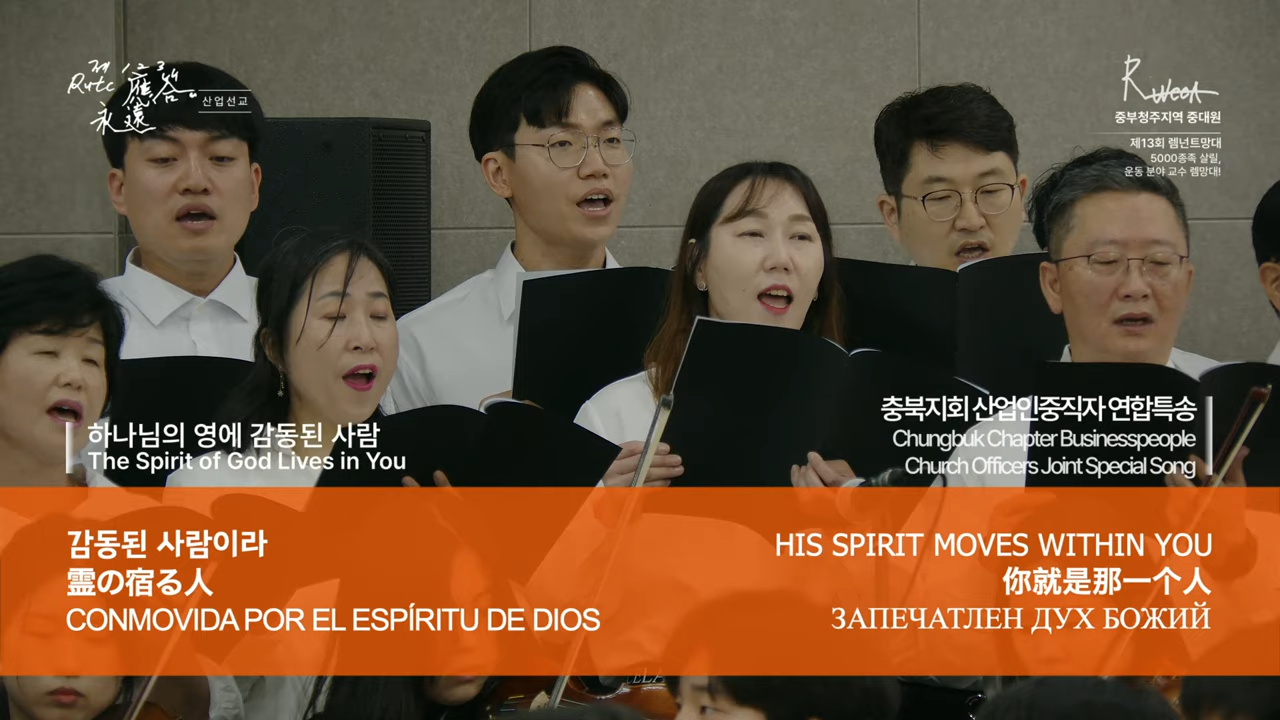 Rutc
應答
永遠
산업선교
R
WeeA
중부청주지역 중대원
제13회 렘넌트망대
5000종족 살릴,
운동 분야 교수 렘망대!
하나님의 영에 감동된 사람
The Spirit of God Lives in You
충북지회 산업인중직자 연합특송
Chungbuk Chapter Businesspeople
Church Officers Joint Special Song
감동된 사람이라
霊の宿る人
CONMOVIDA POR EL ESPÍRITU DE DIOS
HIS SPIRIT MOVES WITHIN YOU
你就是那一个人
ЗАПЕЧАТЛЕН ДУХ БОЖИЙ